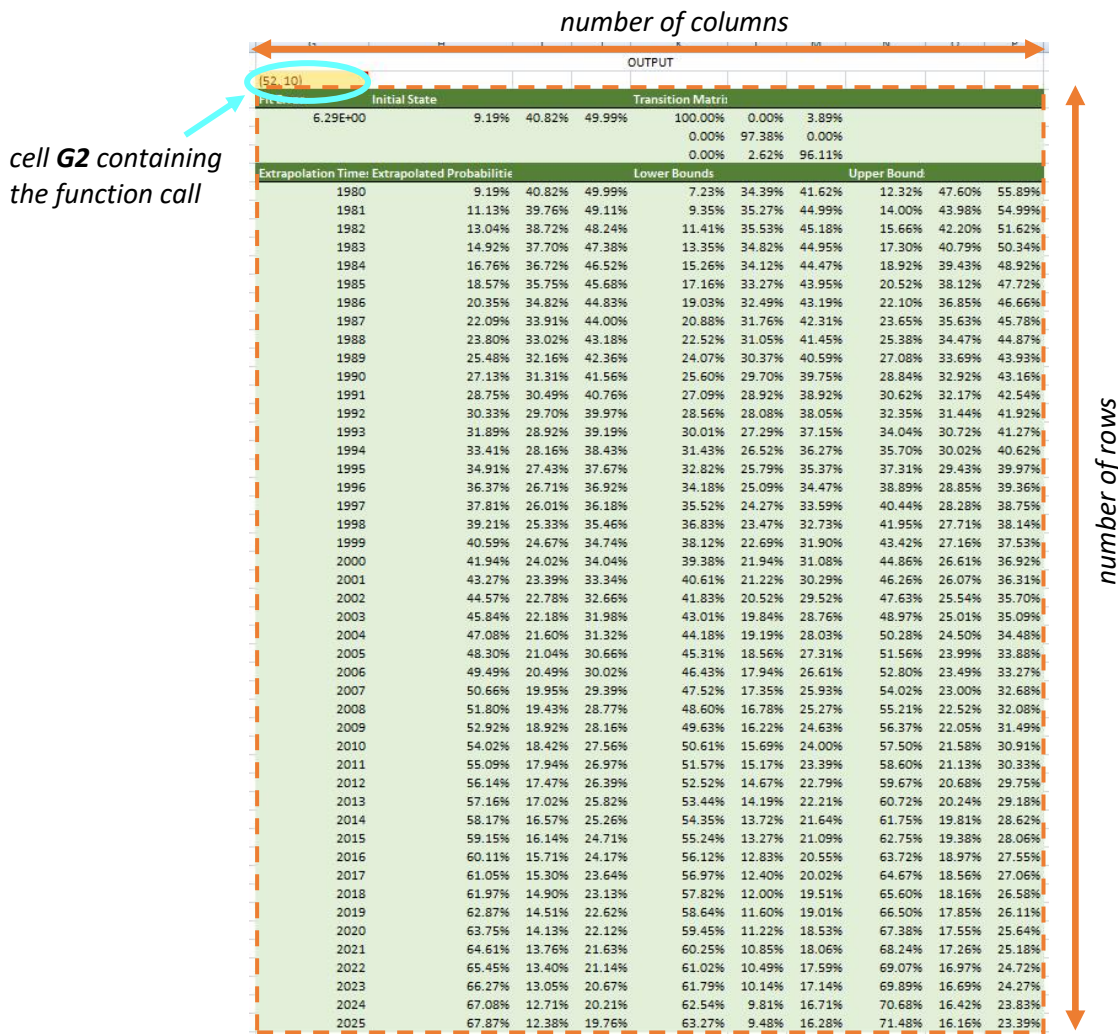 number of columns
OUTPUT
(52, 10)
Initial State Transition Matri
6.29E+00 9.19% 40.82% 49.99% 100.00% 0.00% 3.89%
0.00% 97.38% 0.00%
0.00% 2.62% 96.11%
cell G2 containing
the function call
Extrapolation Time Extrapolated Probabilitie Lower Bounds Upper Bound
1980 9.19% 40.82% 49.99% 7.23% 34.39% 41.62% 12.32% 47.60% 55.89%
1981 11.13% 39.76% 49.11% 9.35% 35.27% 44.99% 14.00% 43.98% 54.99%
1982 13.04% 38.72% 48.24% 11.41% 35.53% 45.18% 15.66% 42.20% 51.62%
1983 14.92% 37.70% 47.38% 13.35% 34.82% 44.95% 17.30% 40.79% 50.34%
1984 16.76% 36.72% 46.52% 15.26% 34.12% 44.47% 18.92% 39.43% 48.92%
1985 18.57% 35.75% 45.68% 17.16% 33.27% 43.95% 20.52% 38.12% 47.72%
1986 20.35% 34.82% 44.83% 19.03% 32.49% 43.19% 22.10% 36.85% 46.66%
1987 22.09% 33.91% 44.00% 20.88% 31.76% 42.31% 23.65% 35.63% 45.78%
1988 23.80% 33.02% 43.18% 22.52% 31.05% 41.45% 25.38% 34.47% 44.87%
1989 25.48% 32.16% 42.36% 24.07% 30.37% 40.59% 27.08% 33.69% 43.93%
1990 27.13% 31.31% 41.56% 25.60% 29.70% 39.75% 28.84% 32.92% 43.16%
1991 28.75% 30.49% 40.76% 27.09% 28.92% 38.92% 30.62% 32.17% 42.54%
1992 30.33% 29.70% 39.97% 28.56% 28.08% 38.05% 32.35% 31.44% 41.92%
1993 31.89% 28.92% 39.19% 30.01% 27.29% 37.15% 34.04% 30.72% 41.27%
1994 33.41% 28.16% 38.43% 31.43% 26.52% 36.27% 35.70% 30.02% 40.62%
1995 34.91% 27.43% 37.67% 32.82% 25.79% 35.37% 37.31% 29.43% 39.97%
1996 36.37% 26.71% 36.92% 34.18% 25.09% 34.47% 38.89% 28.85% 39.36%
1997 37.81% 26.01% 36.18% 35.52% 24.27% 33.59% 40.44% 28.28% 38.75%
1998 39.21% 25.33% 35.46% 36.83% 23.47% 32.73% 41.95% 27.71% 38.14%
1999 40.59% 24.67% 34.74% 38.12% 22.69% 31.90% 43.42% 27.16% 37.53%
2000 41.94% 24.02% 34.04% 39.38% 21.94% 31.08% 44.86% 26.61% 36.92%
2001 43.27% 23.39% 33.34% 40.61% 21.22% 30.29% 46.26% 26.07% 36.31%
2002 44.57% 22.78% 32.66% 41.83% 20.52% 29.52% 47.63% 25.54% 35.70%
2003 45.84% 22.18% 31.98% 43.01% 19.84% 28.76% 48.97% 25.01% 35.09%
2004 47.08% 21.60% 31.32% 44.18% 19.19% 28.03% 50.28% 24.50% 34.48%
2005 48.30% 21.04% 30.66% 45.31% 18.56% 27.31% 51.56% 23.99% 33.88%
2006 49.49% 20.49% 30.02% 46.43% 17.94% 26.61% 52.80% 23.49% 33.27%
2007 50.66% 19.95% 29.39% 47.52% 17.35% 25.93% 54.02% 23.00% 32.68%
2008 51.80% 19.43% 28.77% 48.60% 16.78% 25.27% 55.21% 22.52% 32.08%
2009 52.92% 18.92% 28.16% 49.63% 16.22% 24.63% 56.37% 22.05% 31.49%
2010 54.02% 18.42% 27.56% 50.61% 15.69% 24.00% 57.50% 21.58% 30.91%
2011 55.09% 17.94% 26.97% 51.57% 15.17% 23.39% 58.60% 21.13% 30.33%
2012 56.14% 17.47% 26.39% 52.52% 14.67% 22.79% 59.67% 20.68% 29.75%
2013 57.16% 17.02% 25.82% 53.44% 14.19% 22.21% 60.72% 20.24% 29.18%
2014 58.17% 16.57% 25.26% 54.35% 13.72% 21.64% 61.75% 19.81% 28.62%
2015 59.15% 16.14% 24.71% 55.24% 13.27% 21.09% 62.75% 19.38% 28.06%
2016 60.11% 15.71% 24.17% 56.12% 12.83% 20.55% 63.72% 18.97% 27.55%
2017 61.05% 15.30% 23.64% 56.97% 12.40% 20.02% 64.67% 18.56% 27.06%
2018 61.97% 14.90% 23.13% 57.82% 12.00% 19.51% 65.60% 18.16% 26.58%
2019 62.87% 14.51% 22.62% 58.64% 11.60% 19.01% 66.50% 17.85% 26.11%
2020 63.75% 14.13% 22.12% 59.45% 11.22% 18.53% 67.38% 17.55% 25.64%
2021 64.61% 13.76% 21.63% 60.25% 10.85% 18.06% 68.24% 17.26% 25.18%
2022 65.45% 13.40% 21.14% 61.02% 10.49% 17.59% 69.07% 16.97% 24.72%
2023 66.27% 13.05% 20.67% 61.79% 10.14% 17.14% 69.89% 16.69% 24.27%
2024 67.08% 12.71% 20.21% 62.54% 9.81% 16.71% 70.68% 16.42% 23.83%
2025 67.87% 12.38% 19.76% 63.27% 9.48% 16.28% 71.48% 16.16% 23.39%
number of rows